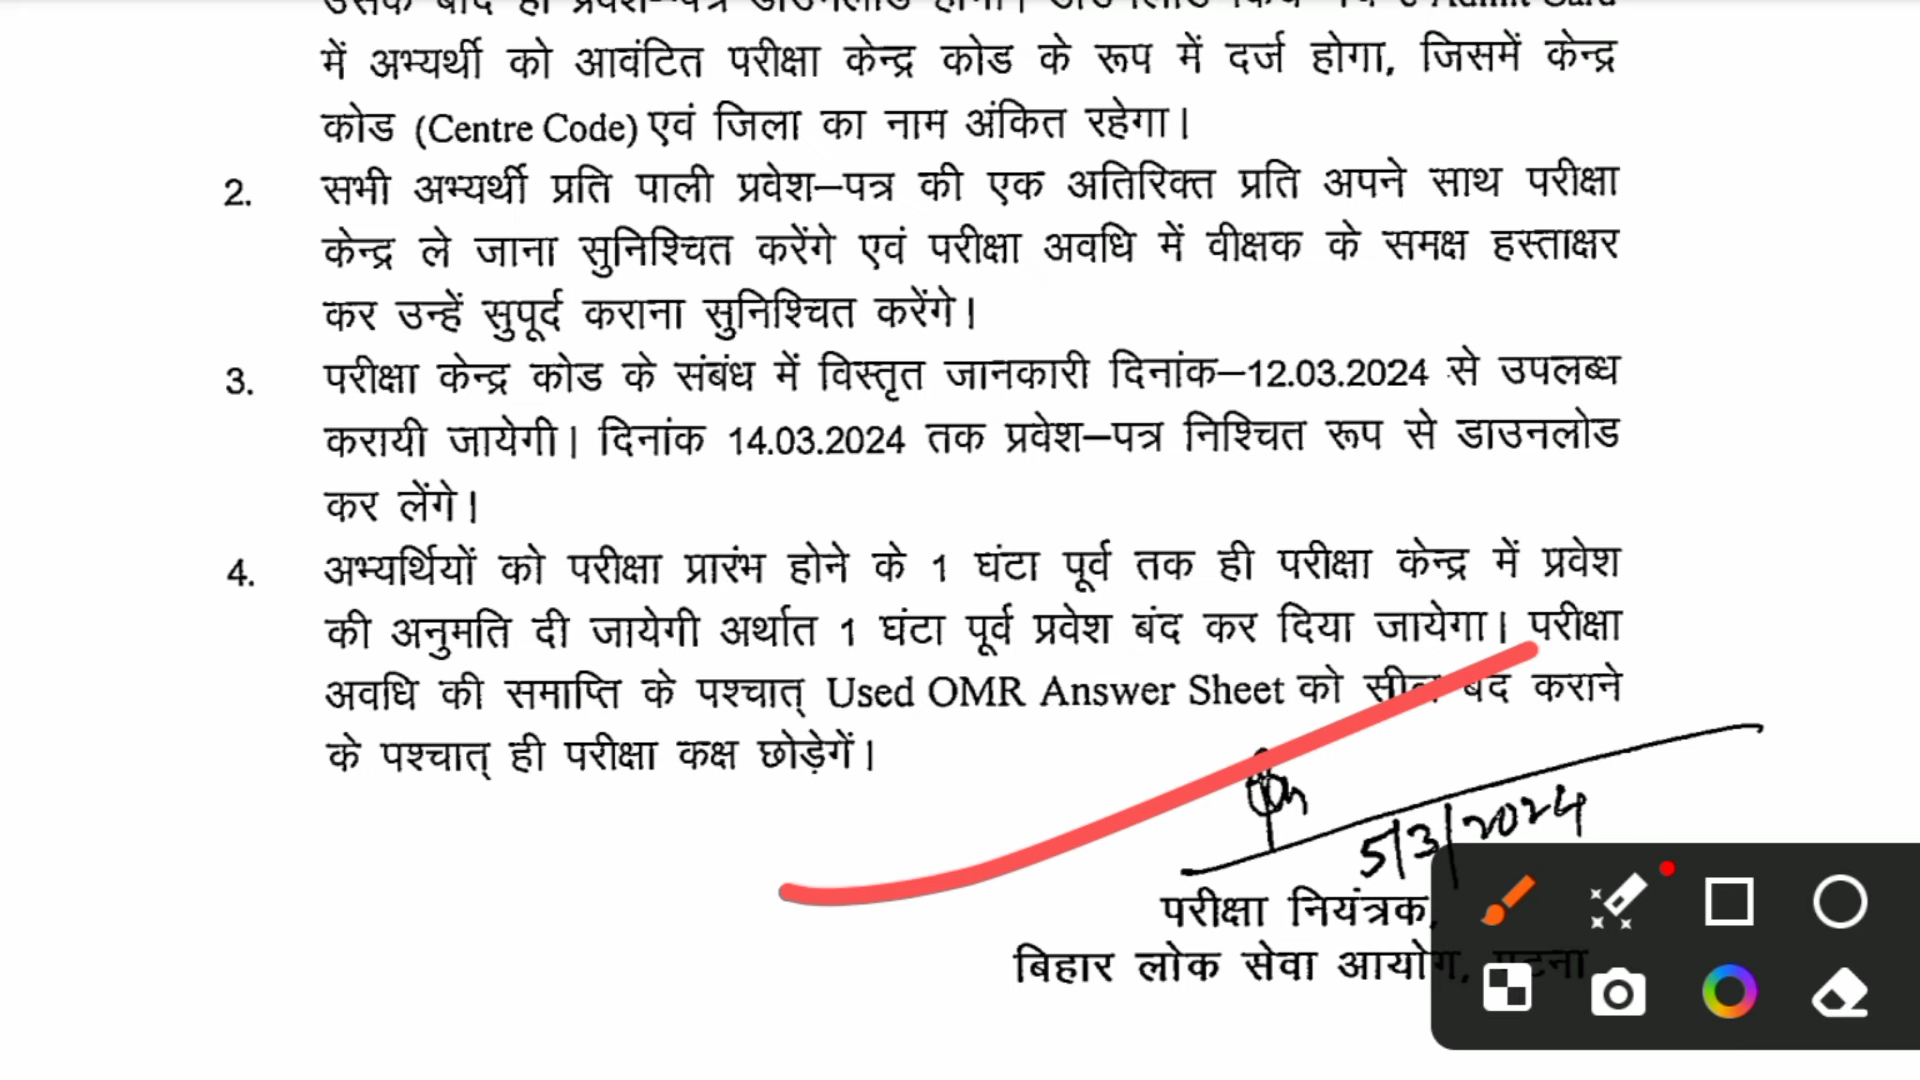 में अभ्यर्थी को आवंटित परीक्षा केन्द्र कोड के रूप में दर्ज होगा, जिसमें केन्द्र
कोड (Centre Code) एवं जिला का नाम अंकित रहेगा।
2. सभी अभ्यर्थी प्रति पाली प्रवेश–पत्र की एक अतिरिक्त प्रति अपने साथ परीक्षा
केन्द्र ले जाना सुनिश्चित करेंगे एवं परीक्षा अवधि में वीक्षक के समक्ष हस्ताक्षर
कर उन्हें सुपूर्द कराना सुनिश्चित करेंगे।
3. परीक्षा केन्द्र कोड के संबंध में विस्तृत जानकारी दिनांक–12.03.2024 से उपलब्ध
करायी जायेगी। दिनांक 14.03.2024 तक प्रवेश–पत्र निश्चित रूप से डाउनलोड
कर लेंगे।
4. अभ्यर्थियों को परीक्षा प्रारंभ होने के 1 घंटा पूर्व तक ही परीक्षा केन्द्र में प्रवेश
की अनुमति दी जायेगी अर्थात 1 घंटा पूर्व प्रवेश बंद कर दिया जायेगा। परीक्षा
अवधि की समाप्ति के पश्चात् Used OMR Answer Sheet को सील बंद कराने
के पश्चात् ही परीक्षा कक्ष छोड़ेगें।
5/3/2024
परीक्षा नियंत्रक,
बिहार लोक सेवा आयोग, पटना